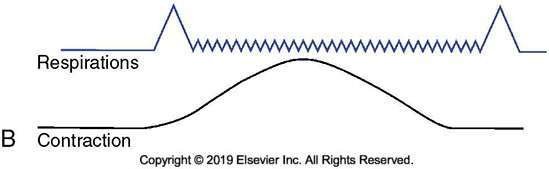 Respirations
B
Contraction
Copyright © 2019 Elsevier Inc. All Rights Reserved.